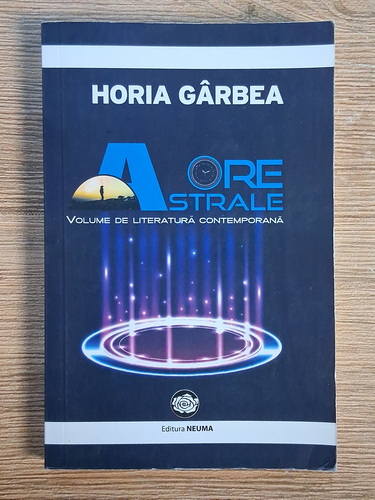 HORIA GÂRBEA
ORE
ASTRALE
VOLUME DE LITERATURĂ CONTEMPORANĂ
Editura NEUMA